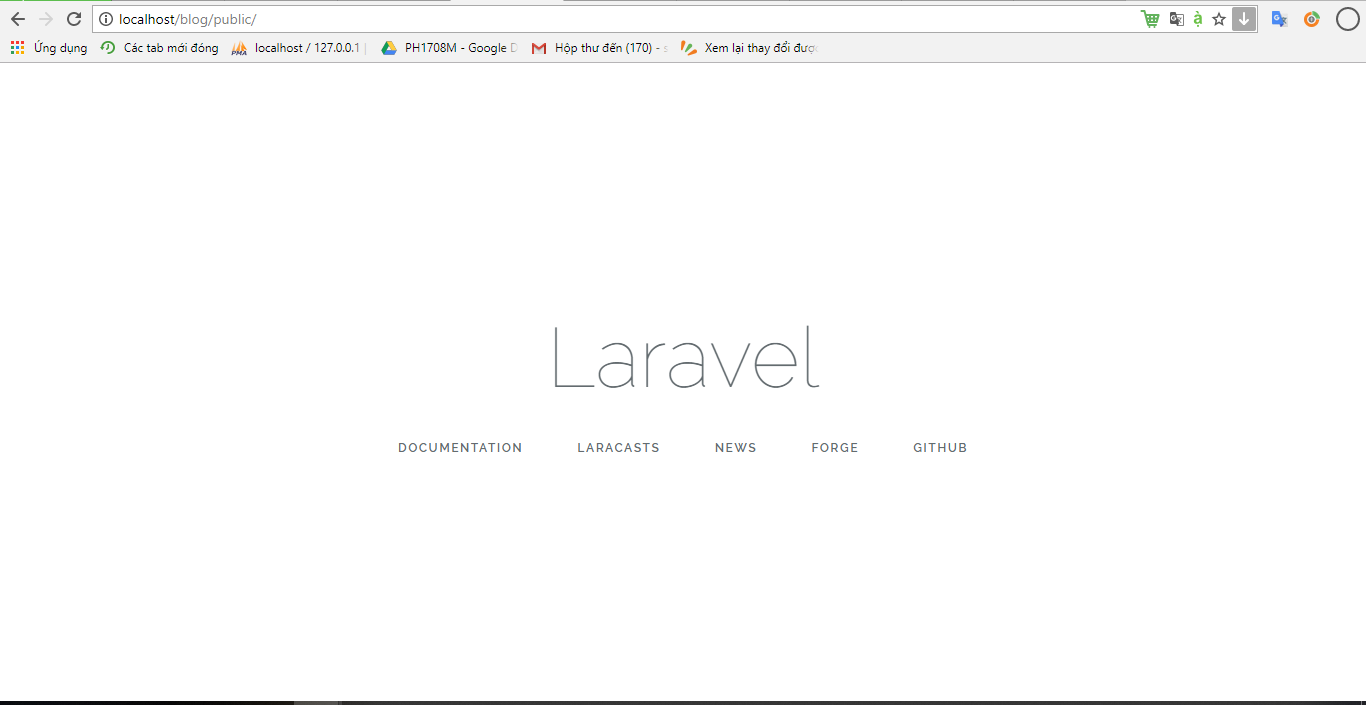 localhost/blog/public/
Ứng dụng Các tab mới đóng localhost / 127.0.0.1 PH1708M - Google Hộp thư đến (170) - Xem lại thay đổi
Laravel
DOCUMENTATION LARACASTS NEWS FORGE GITHUB